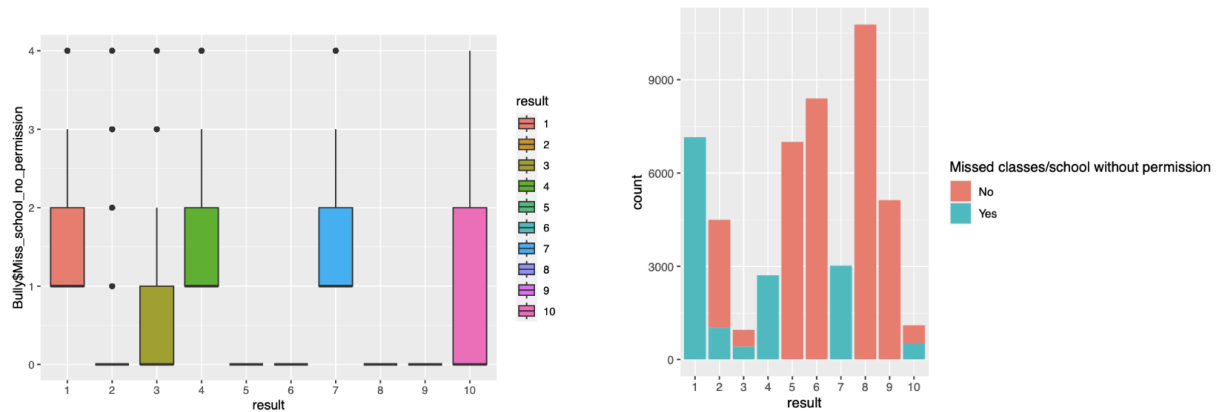 4
3
2
1
0
Bully$Miss_school_no_permission
1 2 3 4 5 6 7 8 9 10
result
result
1
2
3
4
5
6
7
8
9
10
9000
6000
3000
0
count
1 2 3 4 5 6 7 8 9 10
result
Missed classes/school without permission
No
Yes